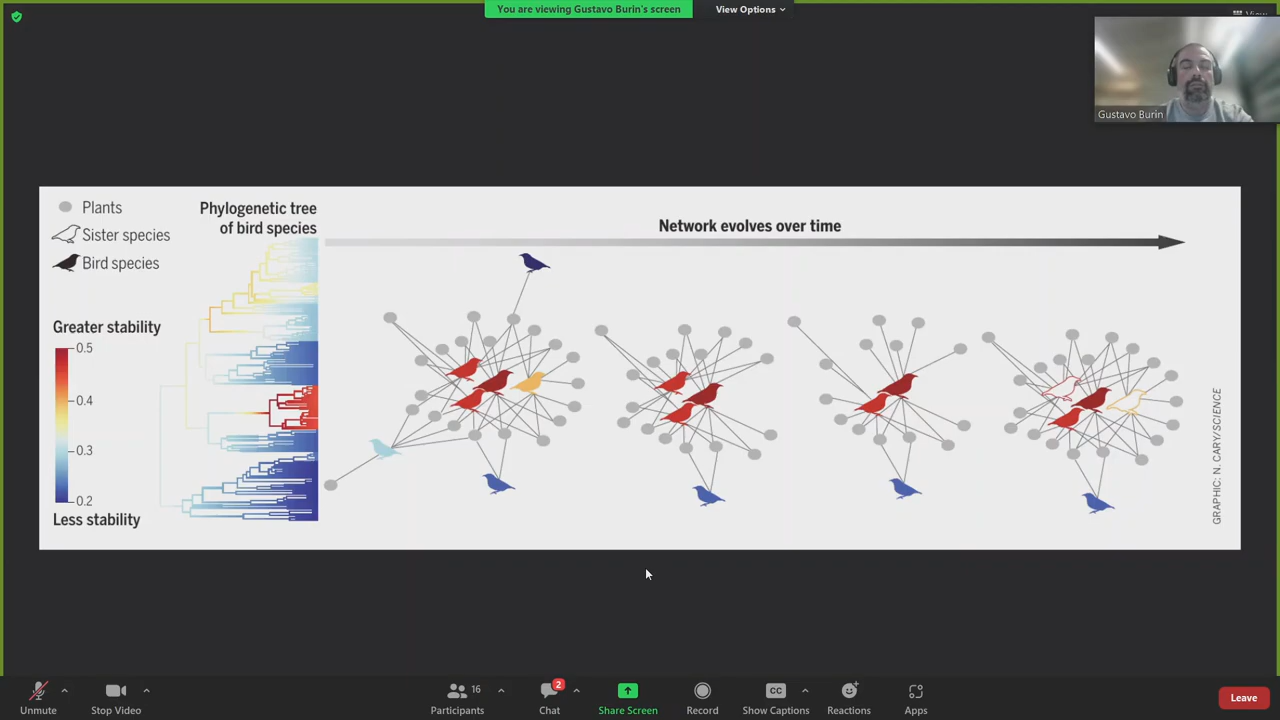 You are viewing Gustavo Burin's screen
View Options
View
Gustavo Burin
Plants
Sister species
Bird species
Phylogenetic tree
of bird species
Network evolves over time
Greater stability
0.5
0.4
0.3
0.2
Less stability
GRAPHIC: N. CARY/SCIENCE
Unmute
Stop Video
16
Participants
2
Chat
Share Screen
Record
CC
Show Captions
Reactions
Apps
Leave